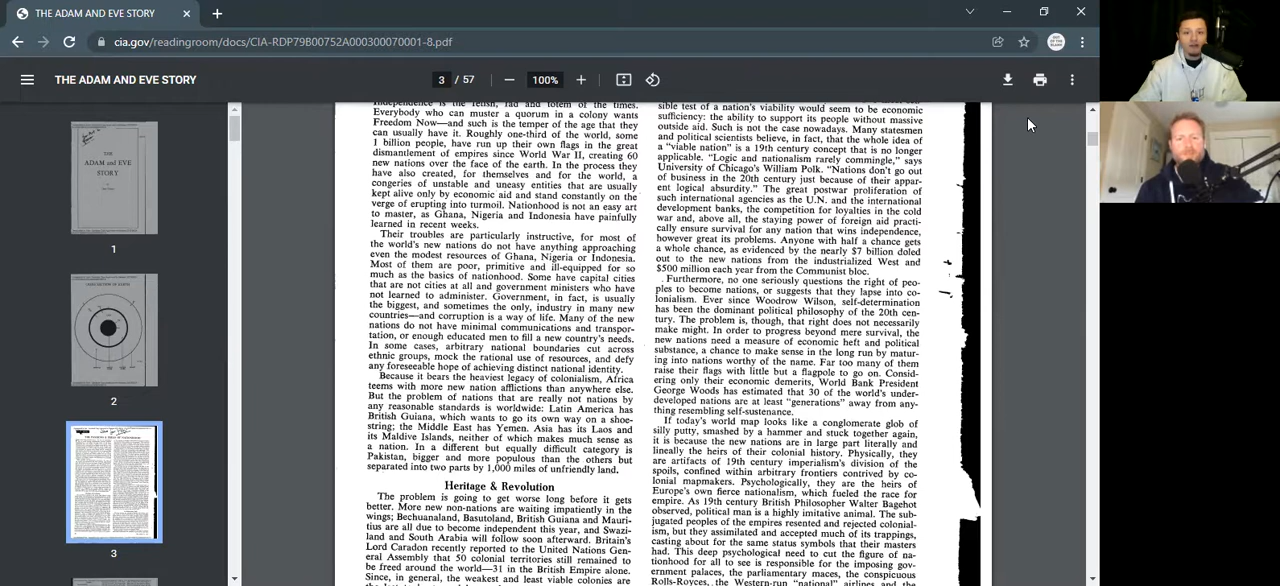 THE ADAM AND EVE STORY
cia.gov/readingroom/docs/CIA-RDP79B00752A000300070001-8.pdf
THE ADAM AND EVE STORY
3 / 57
100%
THE
ADAM and EVE
STORY
1
2
3
Independence is the fetish, fad and totem of the times.
Everybody who can muster a quorum in a colony wants
Freedom Now—and such is the temper of the age that they
can usually have it. Roughly one-third of the world, some
1 billion people, have run up their own flags in the great
dismantlement of empires since World War II, creating 60
new nations over the face of the earth. In the process they
have also created, for themselves and for the world, a
congeries of unstable and uneasy entities that are usually
kept alive only by economic aid and stand constantly on the
verge of erupting into turmoil. Nationhood is not an easy art
to master, as Ghana, Nigeria and Indonesia have painfully
learned in recent weeks.
Their troubles are particularly instructive, for most of
the world's new nations do not have anything approaching
even the modest resources of Ghana, Nigeria or Indonesia.
Most of them are poor, primitive and ill-equipped for so
much as the basics of nationhood. Some have capital cities
that are not cities at all and government ministers who have
not learned to administer. Government, in fact, is usually
the biggest, and sometimes the only, industry in many new
countries—and corruption is a way of life. Many of the new
nations do not have minimal communications and transpor-
tation, or enough educated men to fill a new country's needs.
In some cases, arbitrary national boundaries cut across
ethnic groups, mock the rational use of resources, and defy
any foreseeable hope of achieving distinct national identity.
Because it bears the heaviest legacy of colonialism, Africa
teems with more new nation afflictions than anywhere else.
But the problem of nations that are really not nations by
any reasonable standards is worldwide: Latin America has
British Guiana, which wants to go its own way on a shoe-
string; the Middle East has Yemen. Asia has its Laos and
its Maldive Islands, neither of which makes much sense as
a nation. In a different but equally difficult category is
Pakistan, bigger and more populous than the others but
separated into two parts by 1,000 miles of unfriendly land.
Heritage & Revolution
The problem is going to get worse long before it gets
better. More new non-nations are waiting impatiently in the
wings; Bechuanaland, Basutoland, British Guiana and Mauri-
tius are all due to become independent this year, and Swazi-
land and South Arabia will follow soon afterward. Britain's
Lord Caradon recently reported to the United Nations Gen-
eral Assembly that 50 colonial territories still remained to
be freed around the world—31 in the British Empire alone.
Since, in general, the weakest and least viable colonies are
sible test of a nation's viability would seem to be economic
sufficiency: the ability to support its people without massive
outside aid. Such is not the case nowadays. Many statesmen
and political scientists believe, in fact, that the whole idea of
a "viable nation" is a 19th century concept that is no longer
applicable. "Logic and nationalism rarely commingle," says
University of Chicago's William Polk. "Nations don't go out
of business in the 20th century just because of their appar-
ent logical absurdity." The great postwar proliferation of
such international agencies as the U.N. and the international
development banks, the competition for loyalties in the cold
war and, above all, the staying power of foreign aid practi-
cally ensure survival for any nation that wins independence,
however great its problems. Anyone with half a chance gets
a whole chance, as evidenced by the nearly $7 billion doled
out to the new nations from the industrialized West and
$500 million each year from the Communist bloc.
Furthermore, no one seriously questions the right of peo-
ples to become nations, or suggests that they lapse into co-
lonialism. Ever since Woodrow Wilson, self-determination
has been the dominant political philosophy of the 20th cen-
tury. The problem is, though, that right does not necessarily
make might. In order to progress beyond mere survival, the
new nations need a measure of economic heft and political
substance, a chance to make sense in the long run by matur-
ing into nations worthy of the name. Far too many of them
raise their flags with little but a flagpole to go on. Consid-
ering only their economic demerits, World Bank President
George Woods has estimated that 30 of the world's under-
developed nations are at least "generations" away from any-
thing resembling self-sustenance.
If today's world map looks like a conglomerate glob of
silly putty, smashed by a hammer and stuck together again,
it is because the new nations are in large part literally and
lineally the heirs of their colonial history. Physically, they
are artifacts of 19th century imperialism's division of the
spoils, confined within arbitrary frontiers contrived by co-
lonial mapmakers. Psychologically, they are the heirs of
Europe's own fierce nationalism, which fueled the race for
empire. As 19th century British Philosopher Walter Bagehot
observed, political man is a highly imitative animal. The sub-
jugated peoples of the empires resented and rejected colonial-
ism, but they assimilated and accepted much of its trappings,
casting about for the same status symbols that their masters
had. This deep psychological need to cut the figure of na-
tionhood for all to see is responsible for the imposing gov-
ernment palaces, the parliamentary maces, the conspicuous
Rolls-Royces, the Western-run "national" airlines and the